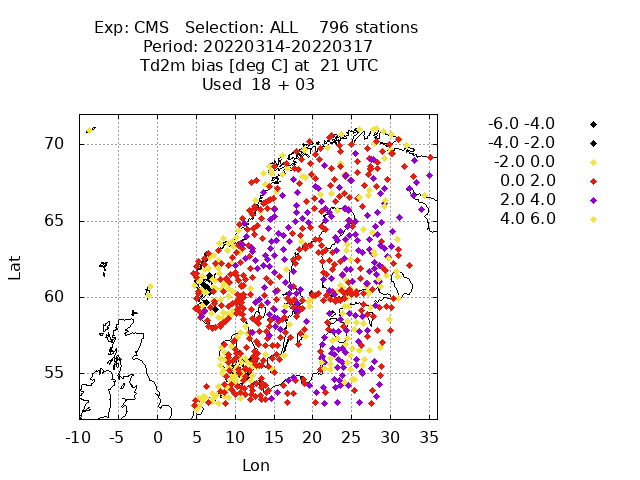 Exp: CMS   Selection: ALL    796 stations
Period: 20220314-20220317
Td2m bias [deg C] at  21 UTC
Used  18 + 03
-6.0 -4.0
-4.0 -2.0
-2.0 0.0
0.0 2.0
2.0 4.0
4.0 6.0
70
65
60
55
Lat
-10 -5 0 5 10 15 20 25 30 35
Lon